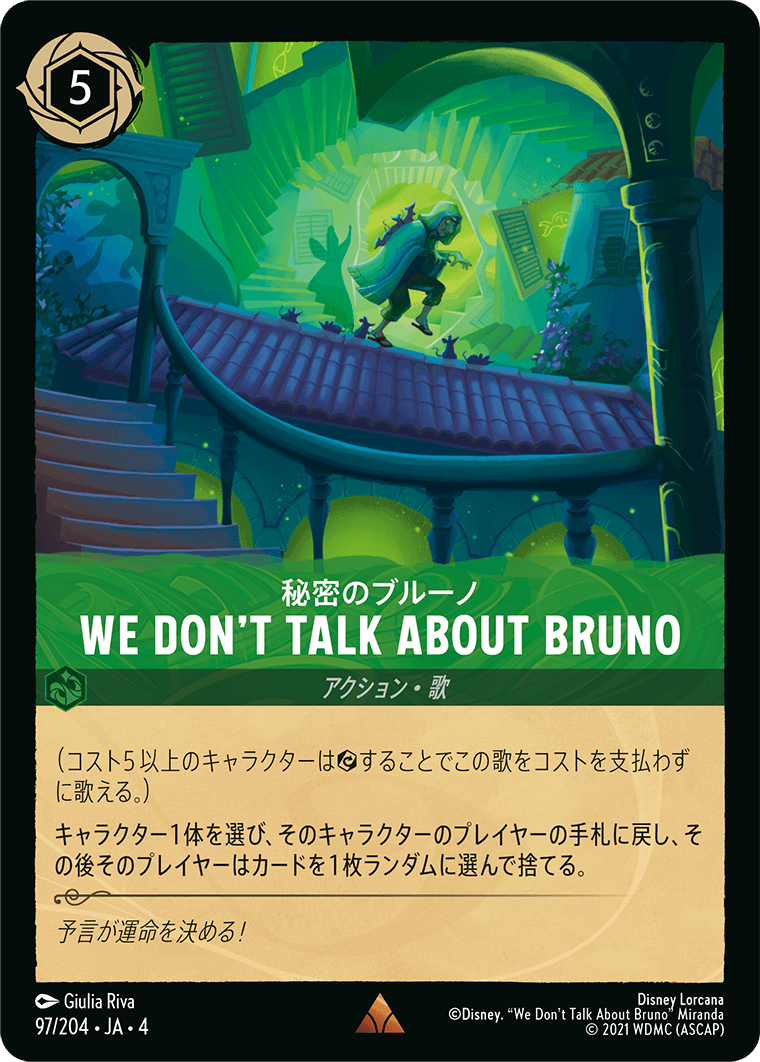 5
秘密のブルーノ
WE DON'T TALK ABOUT BRUNO
アクション・歌
（コスト5以上のキャラクターはすることでこの歌をコストを支払わず
に歌える。）
キャラクター1体を選び、そのキャラクターのプレイヤーの手札に戻し、そ
の後そのプレイヤーはカードを1枚ランダムに選んで捨てる。
予言が運命を決める！
Giulia Riva
97/204 • JA • 4
Disney Lorcana
©Disney. “We Don't Talk About Bruno” Miranda
© 2021 WDMC (ASCAP)